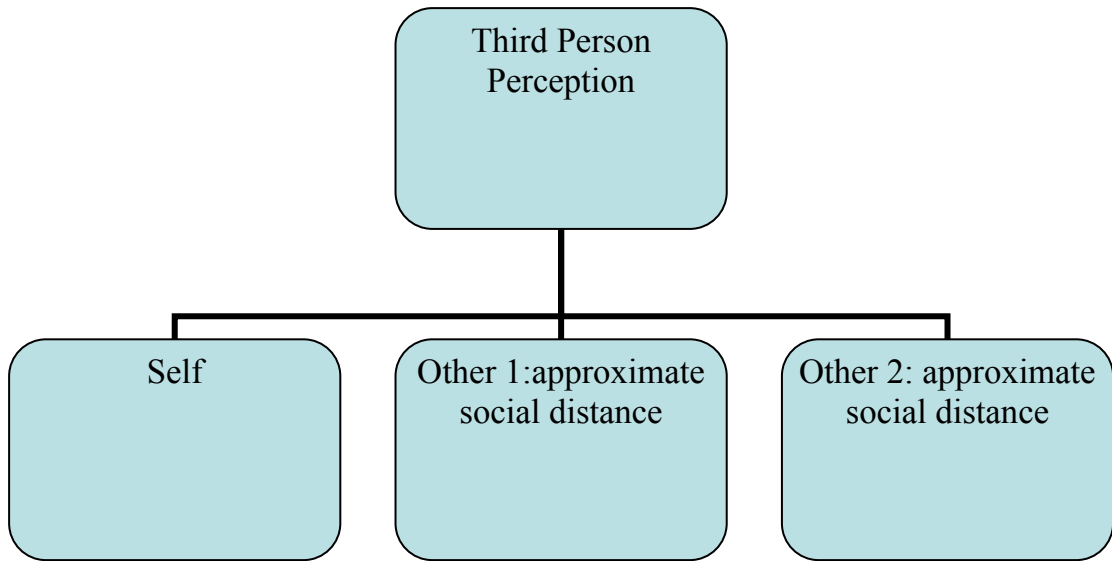 Third Person
Perception
Self
Other 1:approximate
social distance
Other 2: approximate
social distance